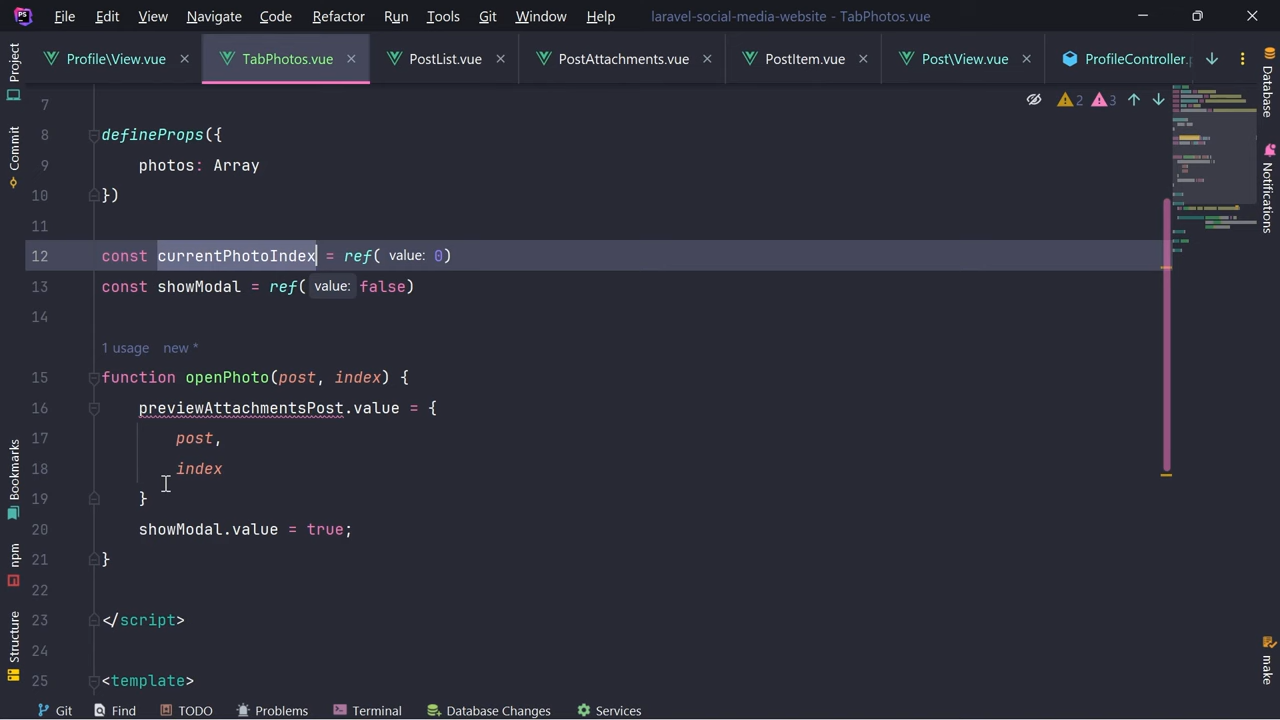 PS File Edit View Navigate Code Refactor Run Tools Git Window Help laravel-social-media-website - TabPhotos.vue
Profile\View.vue TabPhotos.vue PostList.vue PostAttachments.vue PostItem.vue Post\View.vue ProfileController.
Project
Commit
Bookmarks
npm
Structure
2 3
7
8 defineProps({
9 photos: Array
10 })
11
12 const currentPhotoIndex = ref( value: 0)
13 const showModal = ref( value: false)
14
1 usage new *
15 function openPhoto(post, index) {
16 previewAttachmentsPost.value = {
17 post,
18 index
19 }
20 showModal.value = true;
21 }
22
23 </script>
24
25 <template>
Database
Notifications
make
Git Find TODO Problems Terminal Database Changes Services